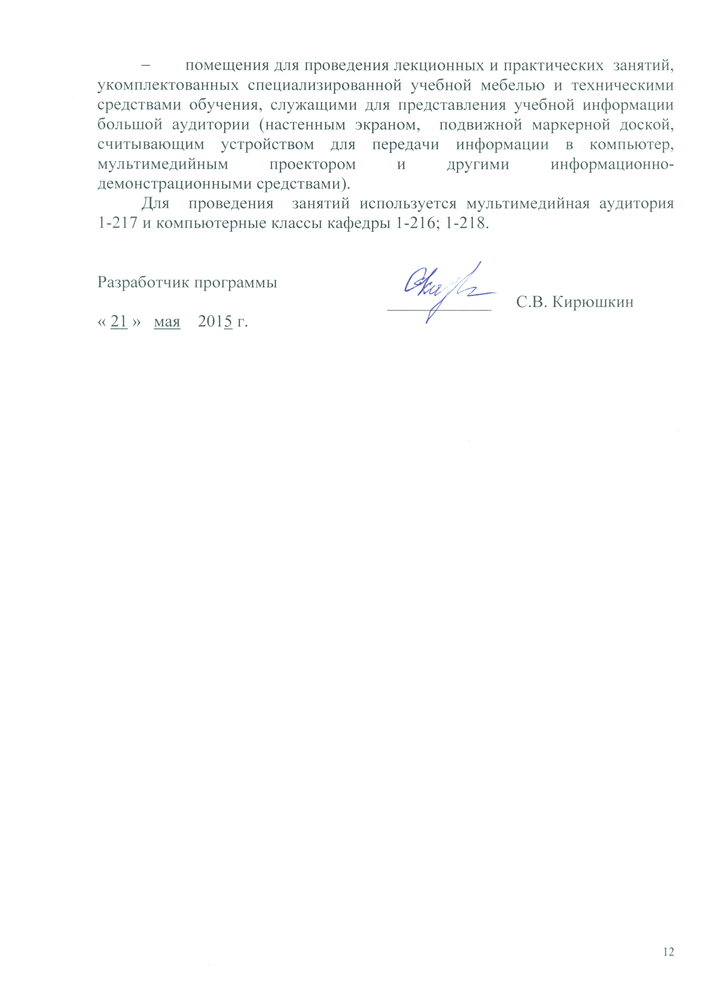 – помещения для проведения лекционных и практических занятий,
укомплектованных специализированной учебной мебелью и техническими
средствами обучения, служащими для представления учебной информации
большой аудитории (настенным экраном, подвижной маркерной доской,
считывающим устройством для передачи информации в компьютер,
мультимедийным проектором и другими информационно-
демонстрационными средствами).
Для проведения занятий используется мультимедийная аудитория
1-217 и компьютерные классы кафедры 1-216; 1-218.
Разработчик программы
С.В. Кирюшкин
« 21 » мая 2015 г.
12